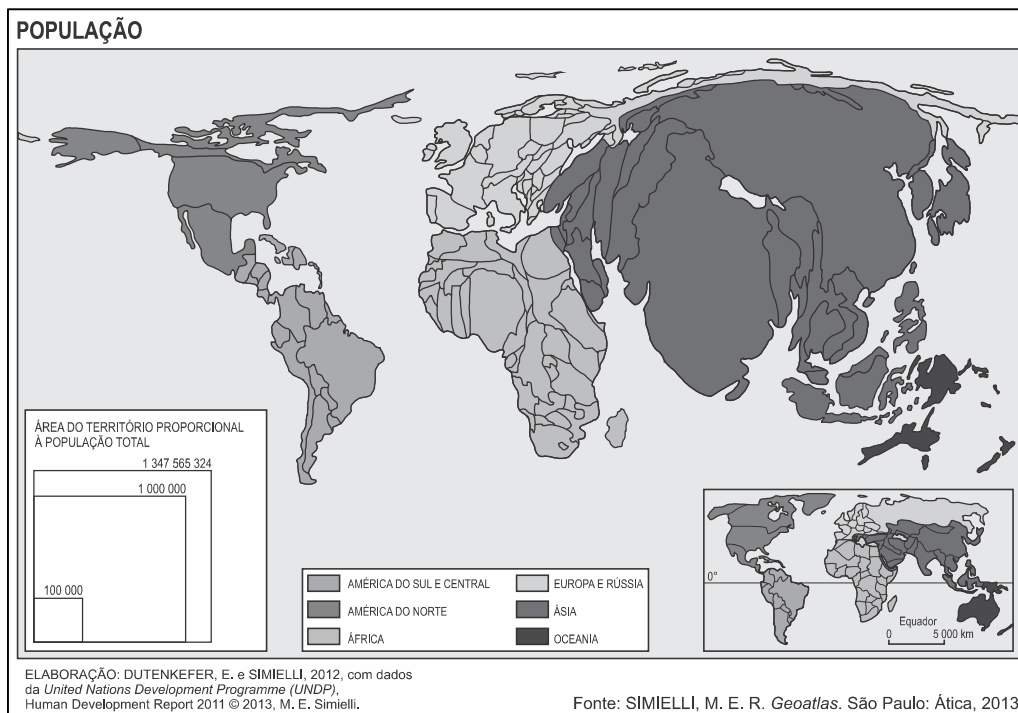 POPULAÇÃO
ÁREA DO TERRITÓRIO PROPORCIONAL
À POPULAÇÃO TOTAL
1 347 565 324
1 000 000
100 000
AMÉRICA DO SUL E CENTRAL
AMÉRICA DO NORTE
ÁFRICA
EUROPA E RÚSSIA
ÁSIA
OCEANIA
0°
Equador
0 5 000 km
ELABORAÇÃO: DUTENKEFER, E. e SIMIELLI, 2012, com dados
da United Nations Development Programme (UNDP),
Human Development Report 2011 © 2013, M. E. Simielli.
Fonte: SIMIELLI, M. E. R. Geoatlas. São Paulo: Ática, 2013